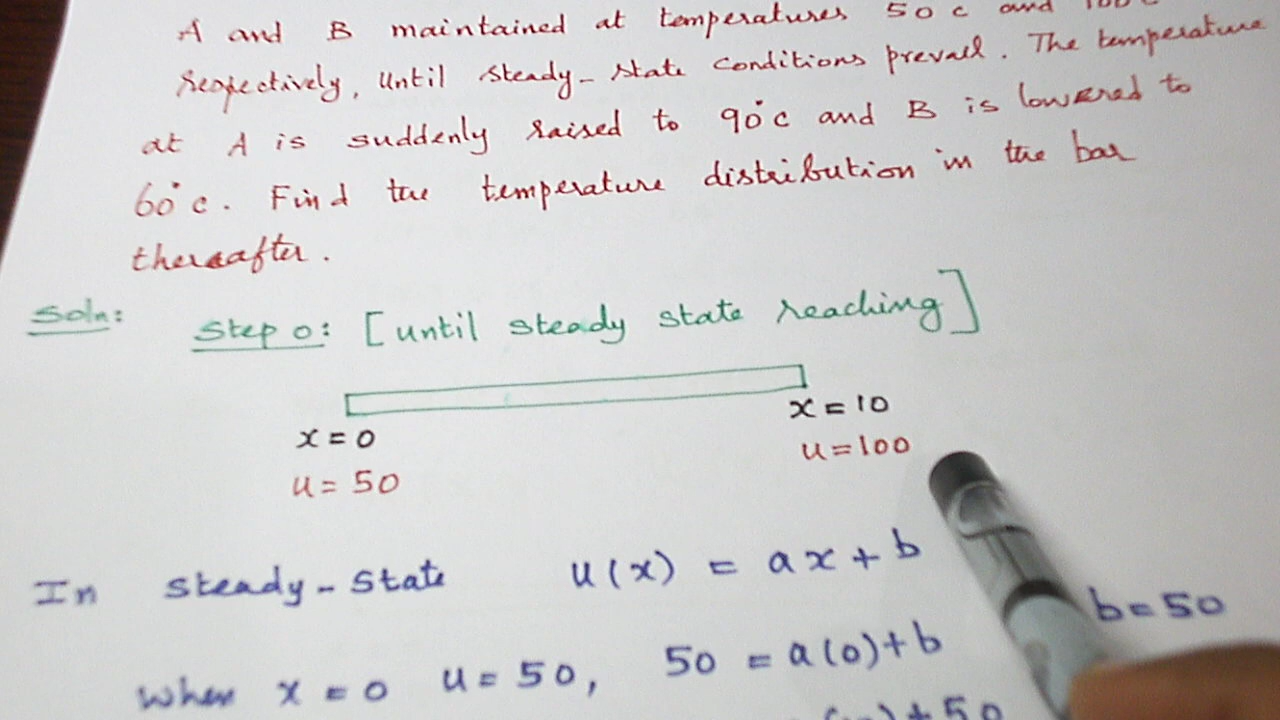 A and B maintained at temperatures 50 c and 100 c
respectively, until steady-state conditions prevail. The temperature
at A is suddenly raised to 90°c and B is lowered to
60°c. Find the temperature distribution in the bar
thereafter.
Soln: Step 0: [until steady state reaching]
x=0 x=10
u=50 u=100
In steady-state u(x) = ax+b
when x=0 u=50, 50 = a(0)+b b=50
+50